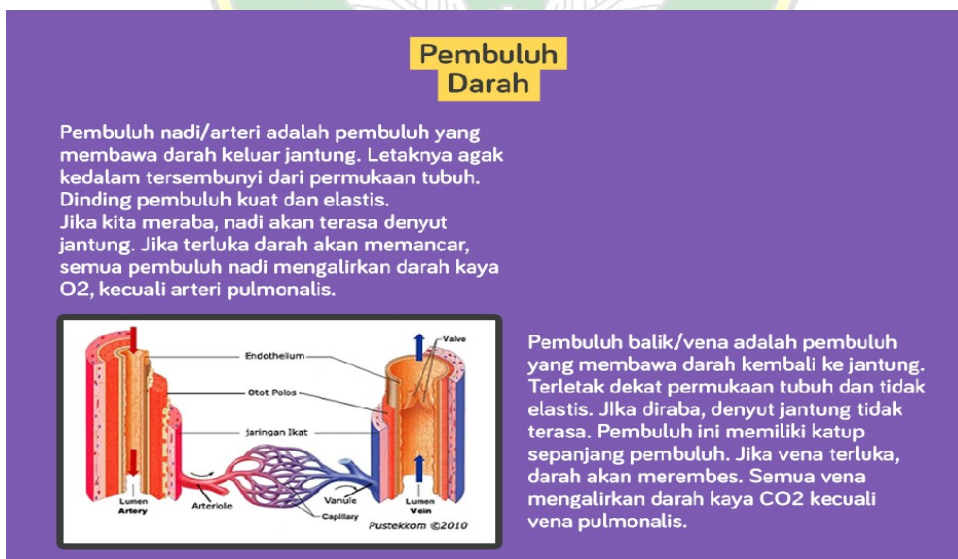 Pembuluh
Darah
Pembuluh nadi/arteri adalah pembuluh yang
membawa darah keluar jantung. Letaknya agak
kedalam tersembunyi dari permukaan tubuh.
Dinding pembuluh kuat dan elastis.
Jika kita meraba, nadi akan terasa denyut
jantung. Jika terluka darah akan memancar,
semua pembuluh nadi mengalirkan darah kaya
O2, kecuali arteri pulmonalis.
Valve
Endothelium
Otot Polos
jaringan Ikat
Lumen
Artery
Arteriole
Capillary
Vanule
Lumen
Vein
Pustekkom ©2010
Pembuluh balik/vena adalah pembuluh
yang membawa darah kembali ke jantung.
Terletak dekat permukaan tubuh dan tidak
elastis. JIka diraba, denyut jantung tidak
terasa. Pembuluh ini memiliki katup
sepanjang pembuluh. Jika vena terluka,
darah akan merembes. Semua vena
mengalirkan darah kaya CO2 kecuali
vena pulmonalis.